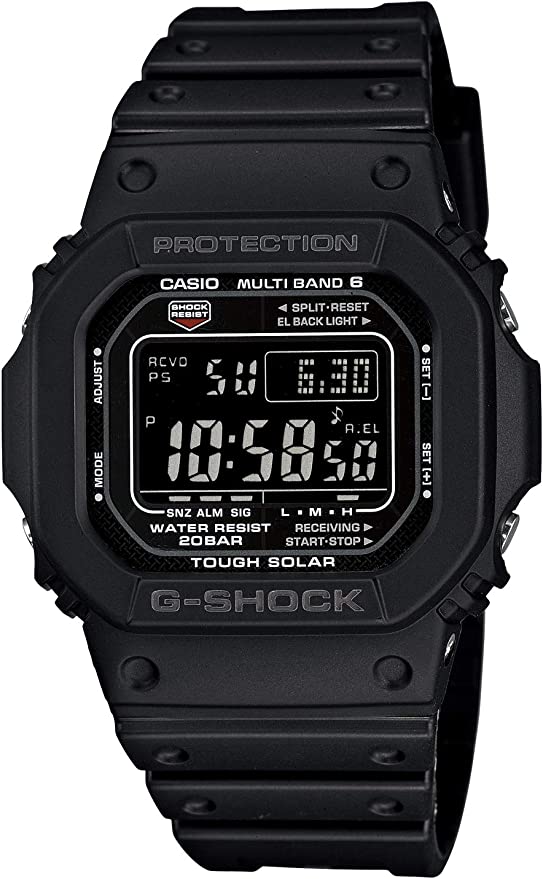 PROTECTION
CASIO MULTI BAND 6
SHOCK RESIST
SPLIT·RESET
EL BACK LIGHT
ADJUST
MODE
SET (-)
SET (+)
RCVD
PS
SU 6.30
P
10:58 50
A.EL
SNZ ALM SIG L·M·H
WATER RESIST
20BAR
RECEIVING
START·STOP
TOUGH SOLAR
G-SHOCK